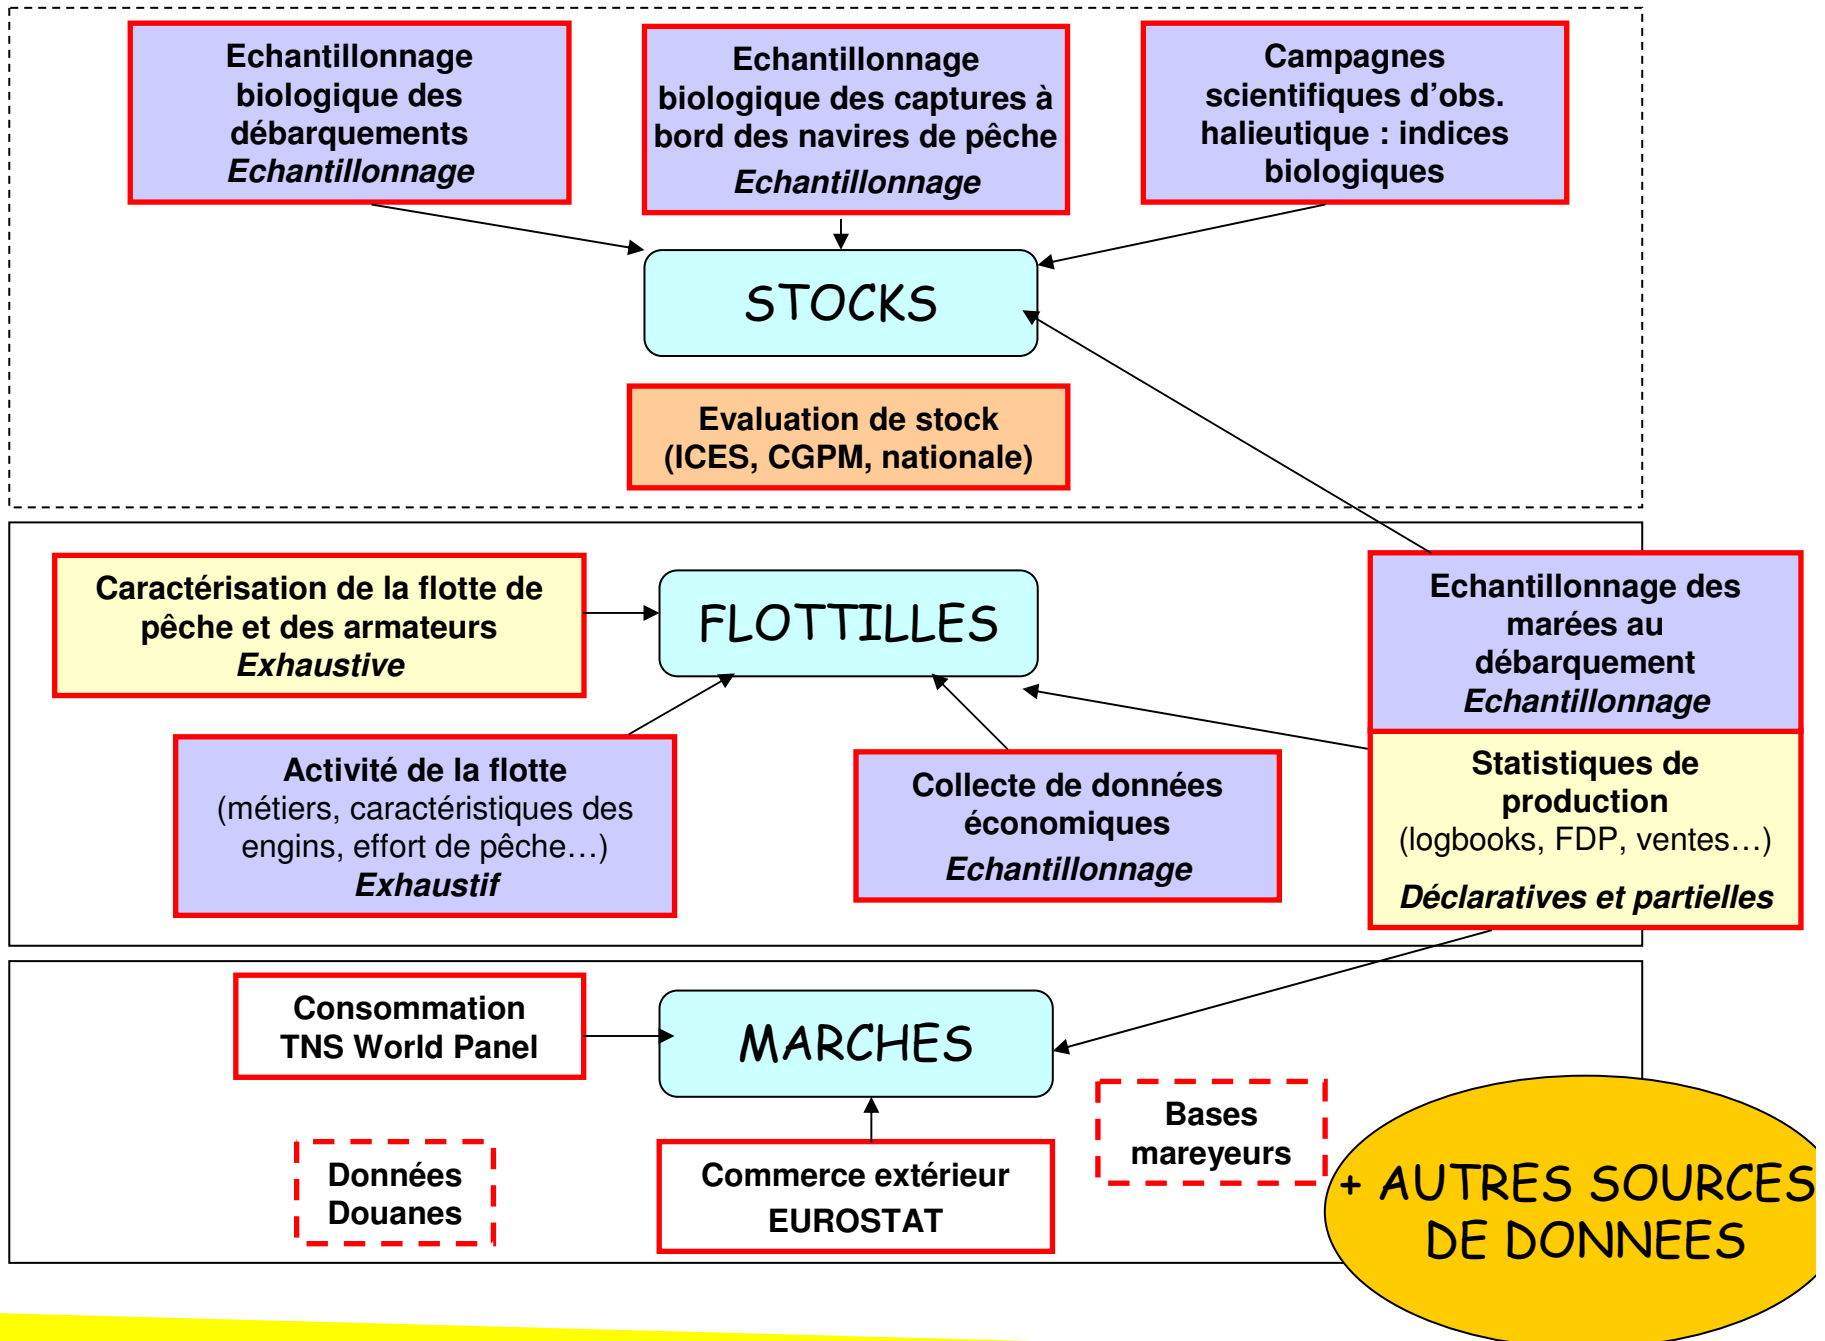 Echantillonnage
biologique des
débarquements
Echantillonnage
Echantillonnage
biologique des captures à
bord des navires de pêche
Echantillonnage
Campagnes
scientifiques d'obs.
halieutique : indices
biologiques
STOCKS
Evaluation de stock
(ICES, CGPM, nationale)
Caractérisation de la flotte de
pêche et des armateurs
Exhaustive
FLOTTILLES
Echantillonnage des
marées au
débarquement
Echantillonnage
Activité de la flotte
(métiers, caractéristiques des
engins, effort de pêche…)
Exhaustif
Collecte de données
économiques
Echantillonnage
Statistiques de
production
(logbooks, FDP, ventes…)
Déclaratives et partielles
Consommation
TNS World Panel
MARCHES
Données
Douanes
Commerce extérieur
EUROSTAT
Bases
mareyeurs
+ AUTRES SOURCES
DE DONNEES